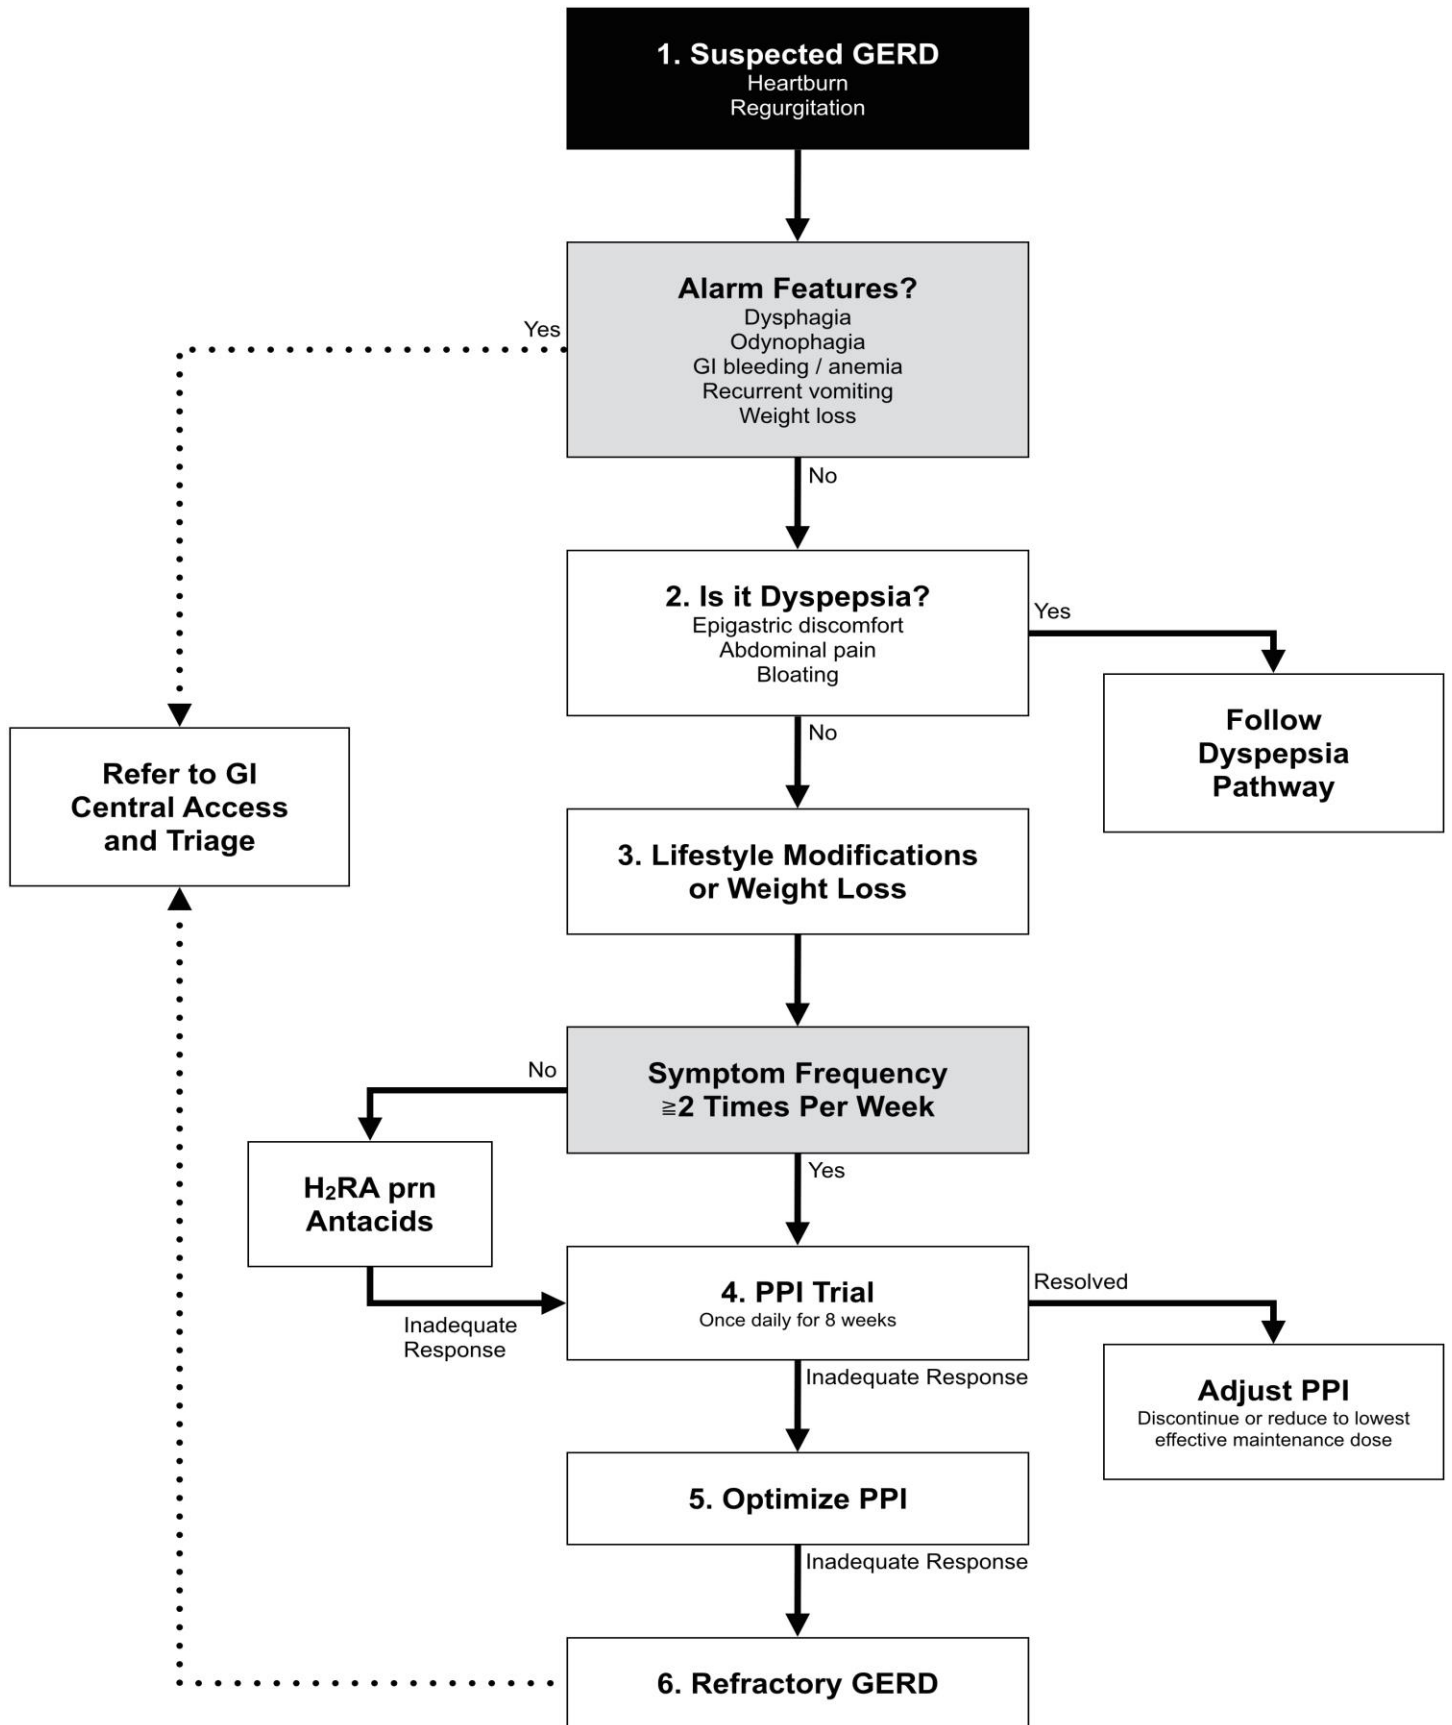 1. Suspected GERD
Heartburn
Regurgitation
Alarm Features?
Dysphagia
Odynophagia
GI bleeding / anemia
Recurrent vomiting
Weight loss
Yes
No
2. Is it Dyspepsia?
Epigastric discomfort
Abdominal pain
Bloating
Yes
Follow
Dyspepsia
Pathway
No
Refer to GI
Central Access
and Triage
3. Lifestyle Modifications
or Weight Loss
Symptom Frequency
≧2 Times Per Week
No
H₂RA prn
Antacids
Inadequate
Response
Yes
4. PPI Trial
Once daily for 8 weeks
Resolved
Adjust PPI
Discontinue or reduce to lowest
effective maintenance dose
Inadequate Response
5. Optimize PPI
Inadequate Response
6. Refractory GERD